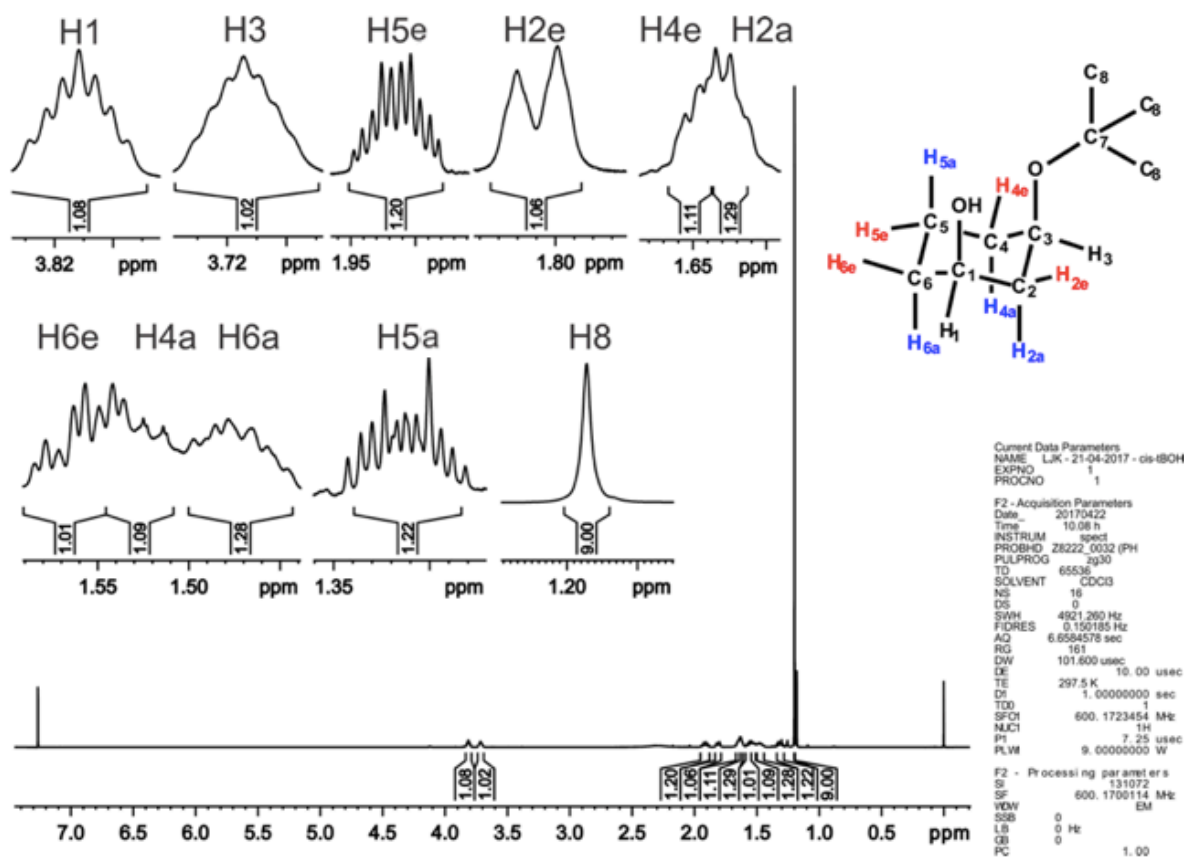 H1 H3 H5e H2e H4e H2a
1.08 1.02 1.20 1.06 1.11 1.29
3.82 ppm 3.72 ppm 1.95 ppm 1.80 ppm 1.65 ppm
H6e H4a H6a H5a H8
1.01 1.09 1.28 1.22 9.00
1.55 1.50 ppm 1.35 ppm 1.20 ppm
C8
C8
C7
C8
O
H5a
OH
H4e
H5e
C5
C4
C3
H3
H6e
C6
C1
C2
H2e
H4a
H6a
H1
H2a
Current Data Parameters
NAME LJK - 21-04-2017 - cis-tBOH
EXPNO 1
PROCNO 1
F2 - Acquisition Parameters
Date_ 20170422
Time 10.08 h
INSTRUM spect
PROBHD Z8222_0032 (PH
PULPROG zg30
TD 65536
SOLVENT CDCl3
NS 16
DS 0
SWH 4921.260 Hz
FIDRES 0.150185 Hz
AQ 6.6584578 sec
RG 161
DW 101.600 usec
DE 10.00 usec
TE 297.5 K
D1 1.00000000 sec
TD0 1
SFO1 600.1723454 MHz
NUC1 1H
P1 7.25 usec
PLW1 9.00000000 W
F2 - Processing parameters
SI 131072
SF 600.1700114 MHz
WDW EM
SSB 0
LB 0 Hz
GB 0
PC 1.00
1.08 1.02 1.20 1.06 1.11 1.29 1.01 1.09 1.28 1.22 9.00
7.0 6.5 6.0 5.5 5.0 4.5 4.0 3.5 3.0 2.5 2.0 1.5 1.0 0.5 ppm